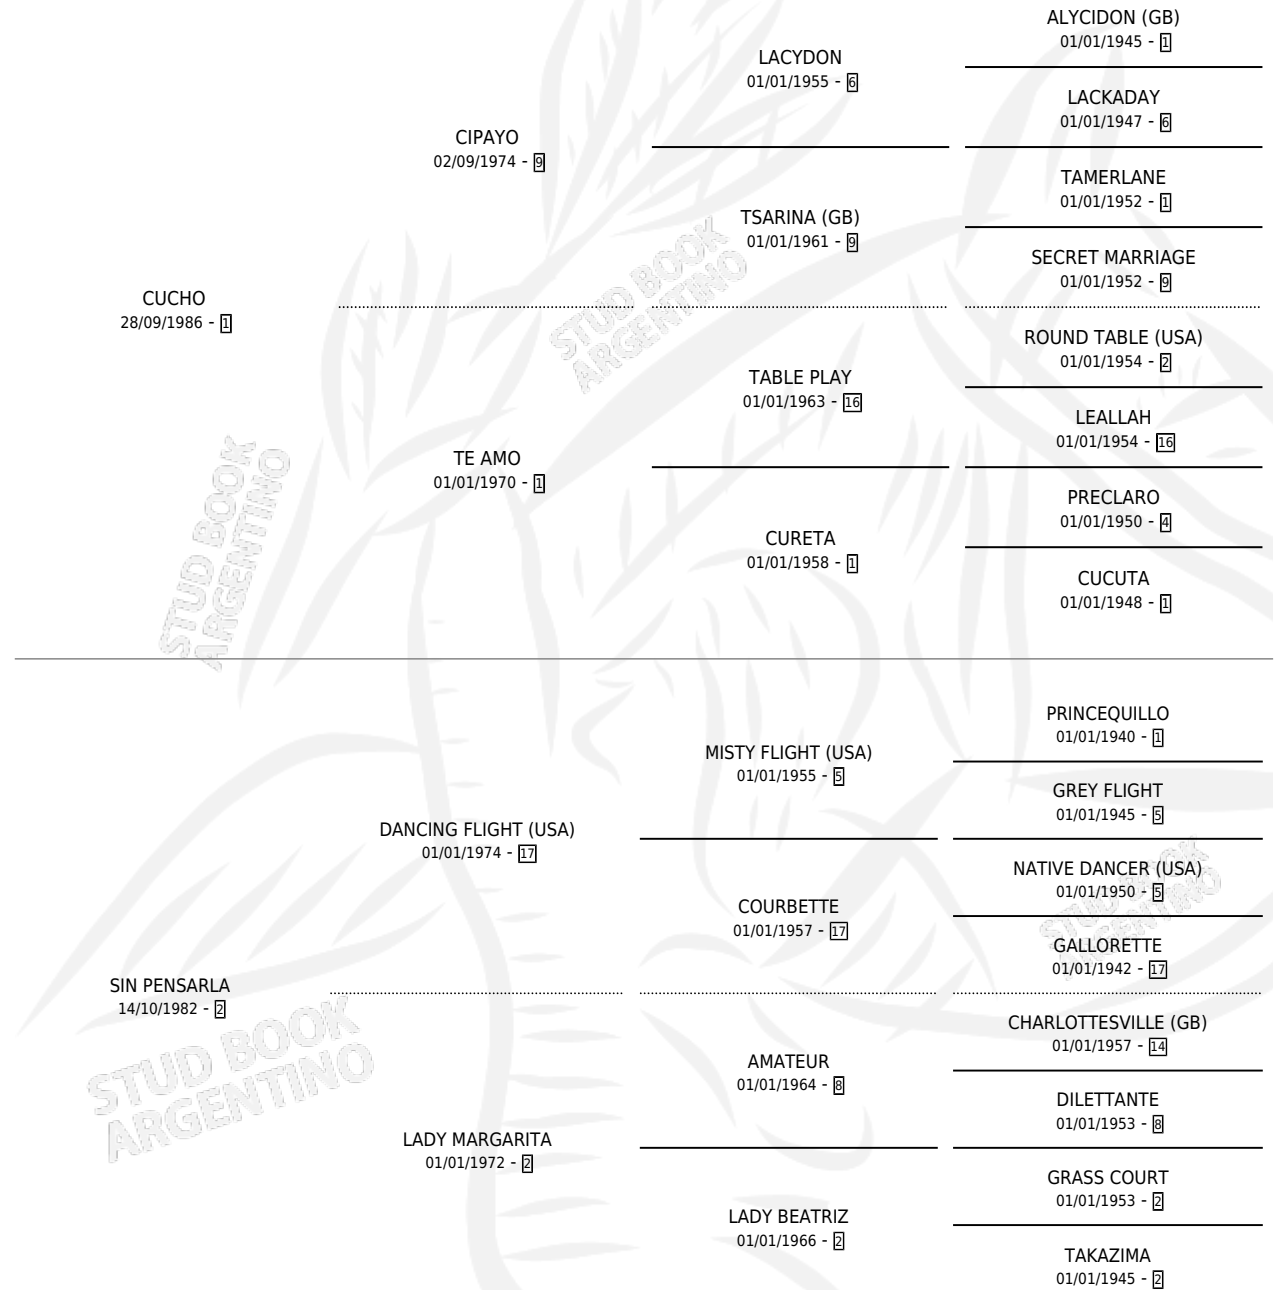 ALYCIDON (GB)
01/01/1945 - 1
LACYDON
01/01/1955 - 6
LACKADAY
01/01/1947 - 6
CIPAYO
02/09/1974 - 9
TAMERLANE
01/01/1952 - 1
TSARINA (GB)
01/01/1961 - 9
SECRET MARRIAGE
01/01/1952 - 9
CUCHO
28/09/1986 - 1
ROUND TABLE (USA)
01/01/1954 - 2
TABLE PLAY
01/01/1963 - 16
LEALLAH
01/01/1954 - 16
TE AMO
01/01/1970 - 1
PRECLARO
01/01/1950 - 4
CURETA
01/01/1958 - 1
CUCUTA
01/01/1948 - 1
PRINCEQUILLO
01/01/1940 - 1
MISTY FLIGHT (USA)
01/01/1955 - 5
GREY FLIGHT
01/01/1945 - 5
DANCING FLIGHT (USA)
01/01/1974 - 17
NATIVE DANCER (USA)
01/01/1950 - 5
COURBETTE
01/01/1957 - 17
GALLORETTE
01/01/1942 - 17
SIN PENSARLA
14/10/1982 - 2
CHARLOTTESVILLE (GB)
01/01/1957 - 14
AMATEUR
01/01/1964 - 8
DILETTANTE
01/01/1953 - 8
LADY MARGARITA
01/01/1972 - 2
GRASS COURT
01/01/1953 - 2
LADY BEATRIZ
01/01/1966 - 2
TAKAZIMA
01/01/1945 - 2
STUD BOOK
ARGENTINO
STUD BOOK
ARGENTINO
STUD BOOK
ARGENTINO
STUD BOOK
ARGENTINO